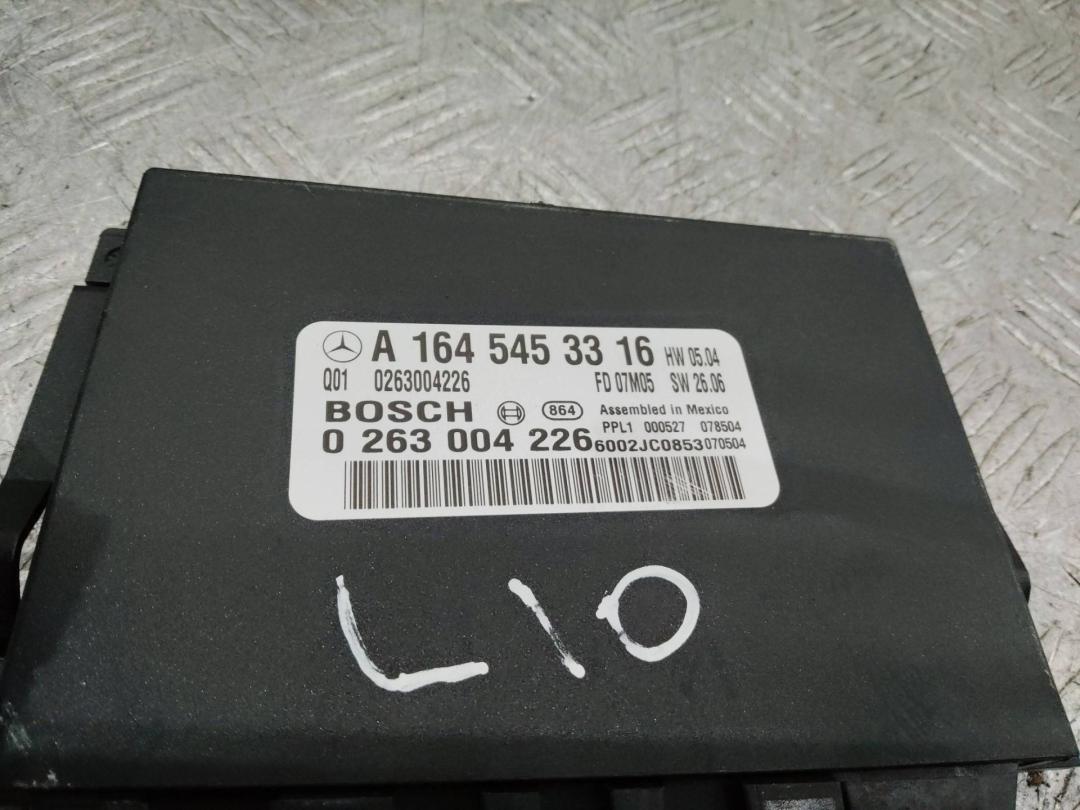 A 164 545 33 16 HW 05.04
Q01 0263004226 FD 07M05 SW 26.06
BOSCH 864 Assembled in Mexico
PPL1 000527 078504
0 263 004 226 6002JC0853 070504
L10